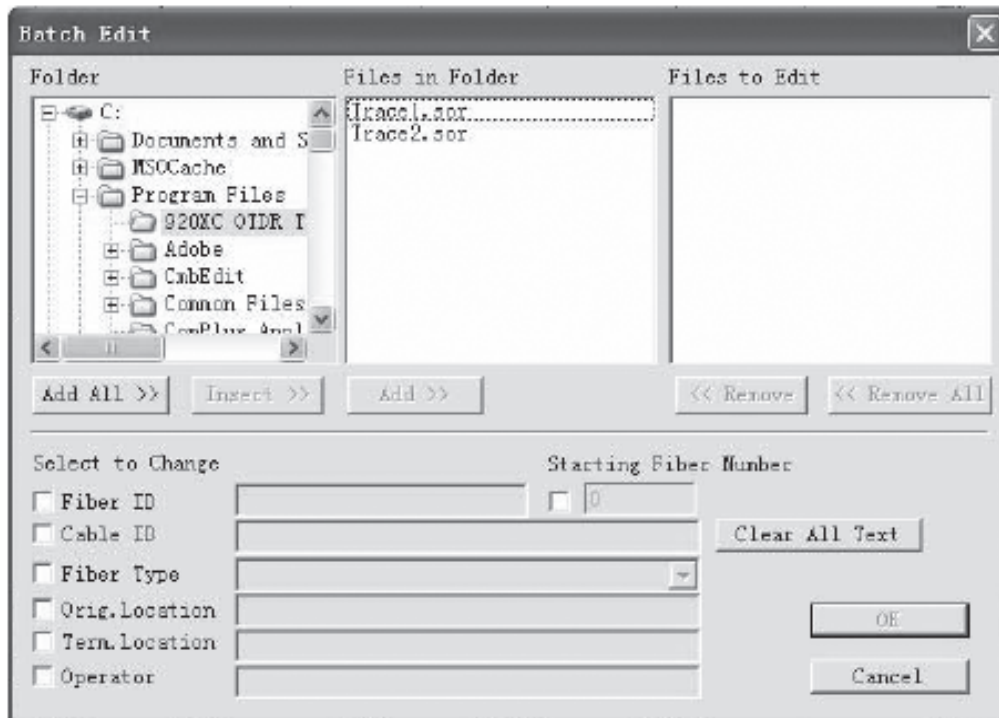 Batch Edit
Folder
Files in Folder
Files to Edit
C:
Documents and S
MSOCache
Program Files
920XC OTDR T
Adobe
CmbEdit
Common Files
ComPlus Appl
Trace1.sor
Trace2.sor
Add All >>
Insert >>
Add >>
<< Remove
<< Remove All
Select to Change
Starting Fiber Number
Fiber ID
0
Cable ID
Clear All Text
Fiber Type
Orig.Location
OK
Term.Location
Operator
Cancel